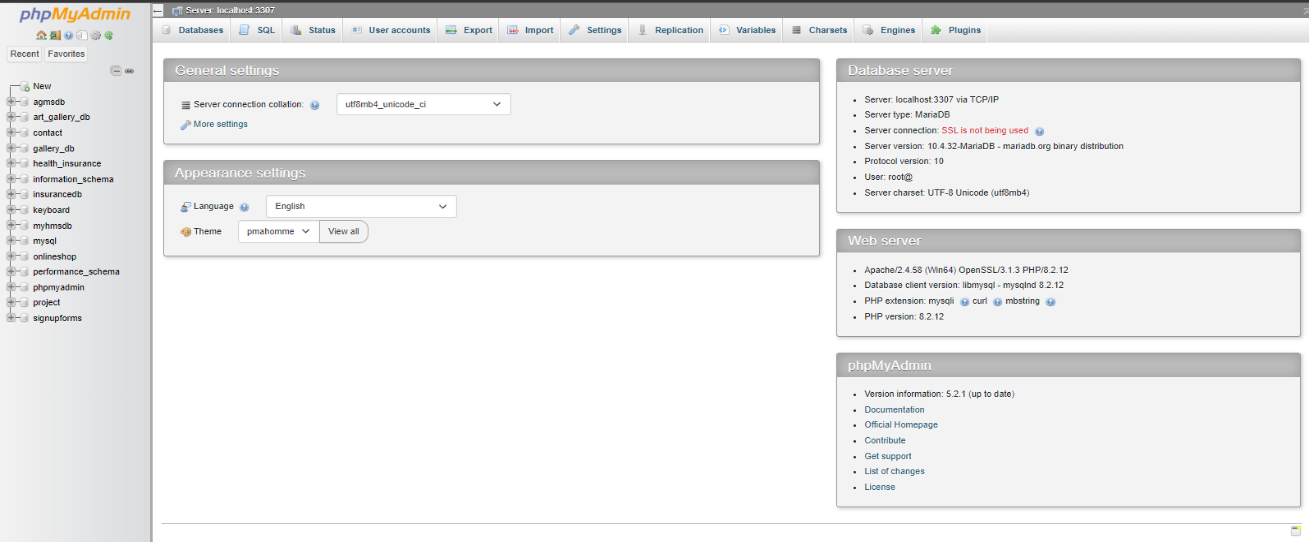 phpMyAdmin
Recent Favorites
New
agmsdb
art_gallery_db
contact
gallery_db
health_insurance
information_schema
insurancedb
keyboard
myhmsdb
mysql
onlineshop
performance_schema
phpmyadmin
project
signupforms
Server: localhost:3307
Databases SQL Status User accounts Export Import Settings Replication Variables Charsets Engines Plugins
General settings
Server connection collation: utf8mb4_unicode_ci
More settings
Appearance settings
Language English
Theme pmahomme View all
Database server
• Server: localhost:3307 via TCP/IP
• Server type: MariaDB
• Server connection: SSL is not being used
• Server version: 10.4.32-MariaDB - mariadb.org binary distribution
• Protocol version: 10
• User: root@
• Server charset: UTF-8 Unicode (utf8mb4)
Web server
• Apache/2.4.58 (Win64) OpenSSL/3.1.3 PHP/8.2.12
• Database client version: libmysql - mysqlnd 8.2.12
• PHP extension: mysqli curl mbstring
• PHP version: 8.2.12
phpMyAdmin
• Version information: 5.2.1 (up to date)
• Documentation
• Official Homepage
• Contribute
• Get support
• List of changes
• License